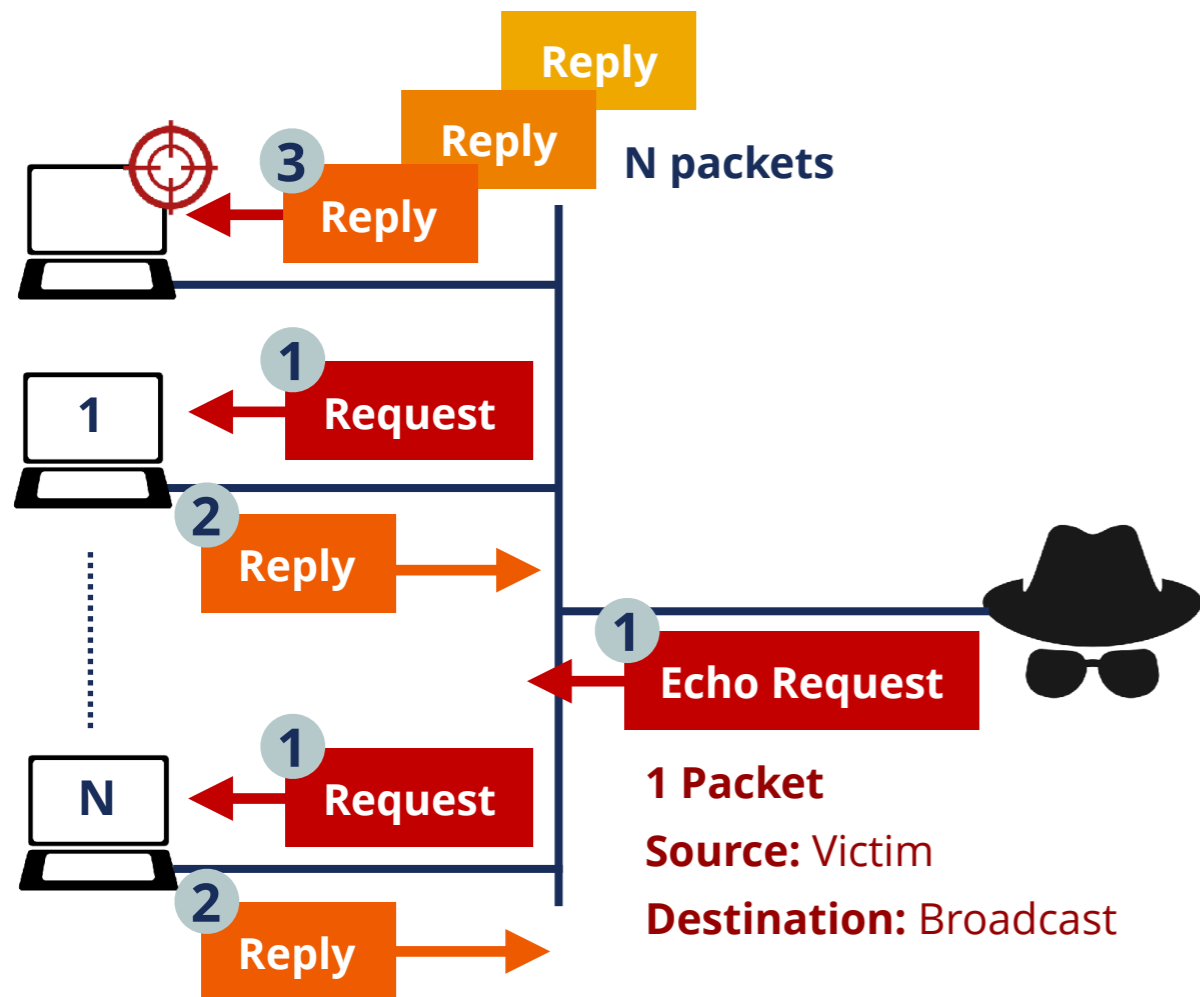 Reply
Reply
N packets
3
Reply
1
Request
1
2
Reply
1
Echo Request
1
Request
N
1 Packet
Source: Victim
2
Destination: Broadcast
Reply